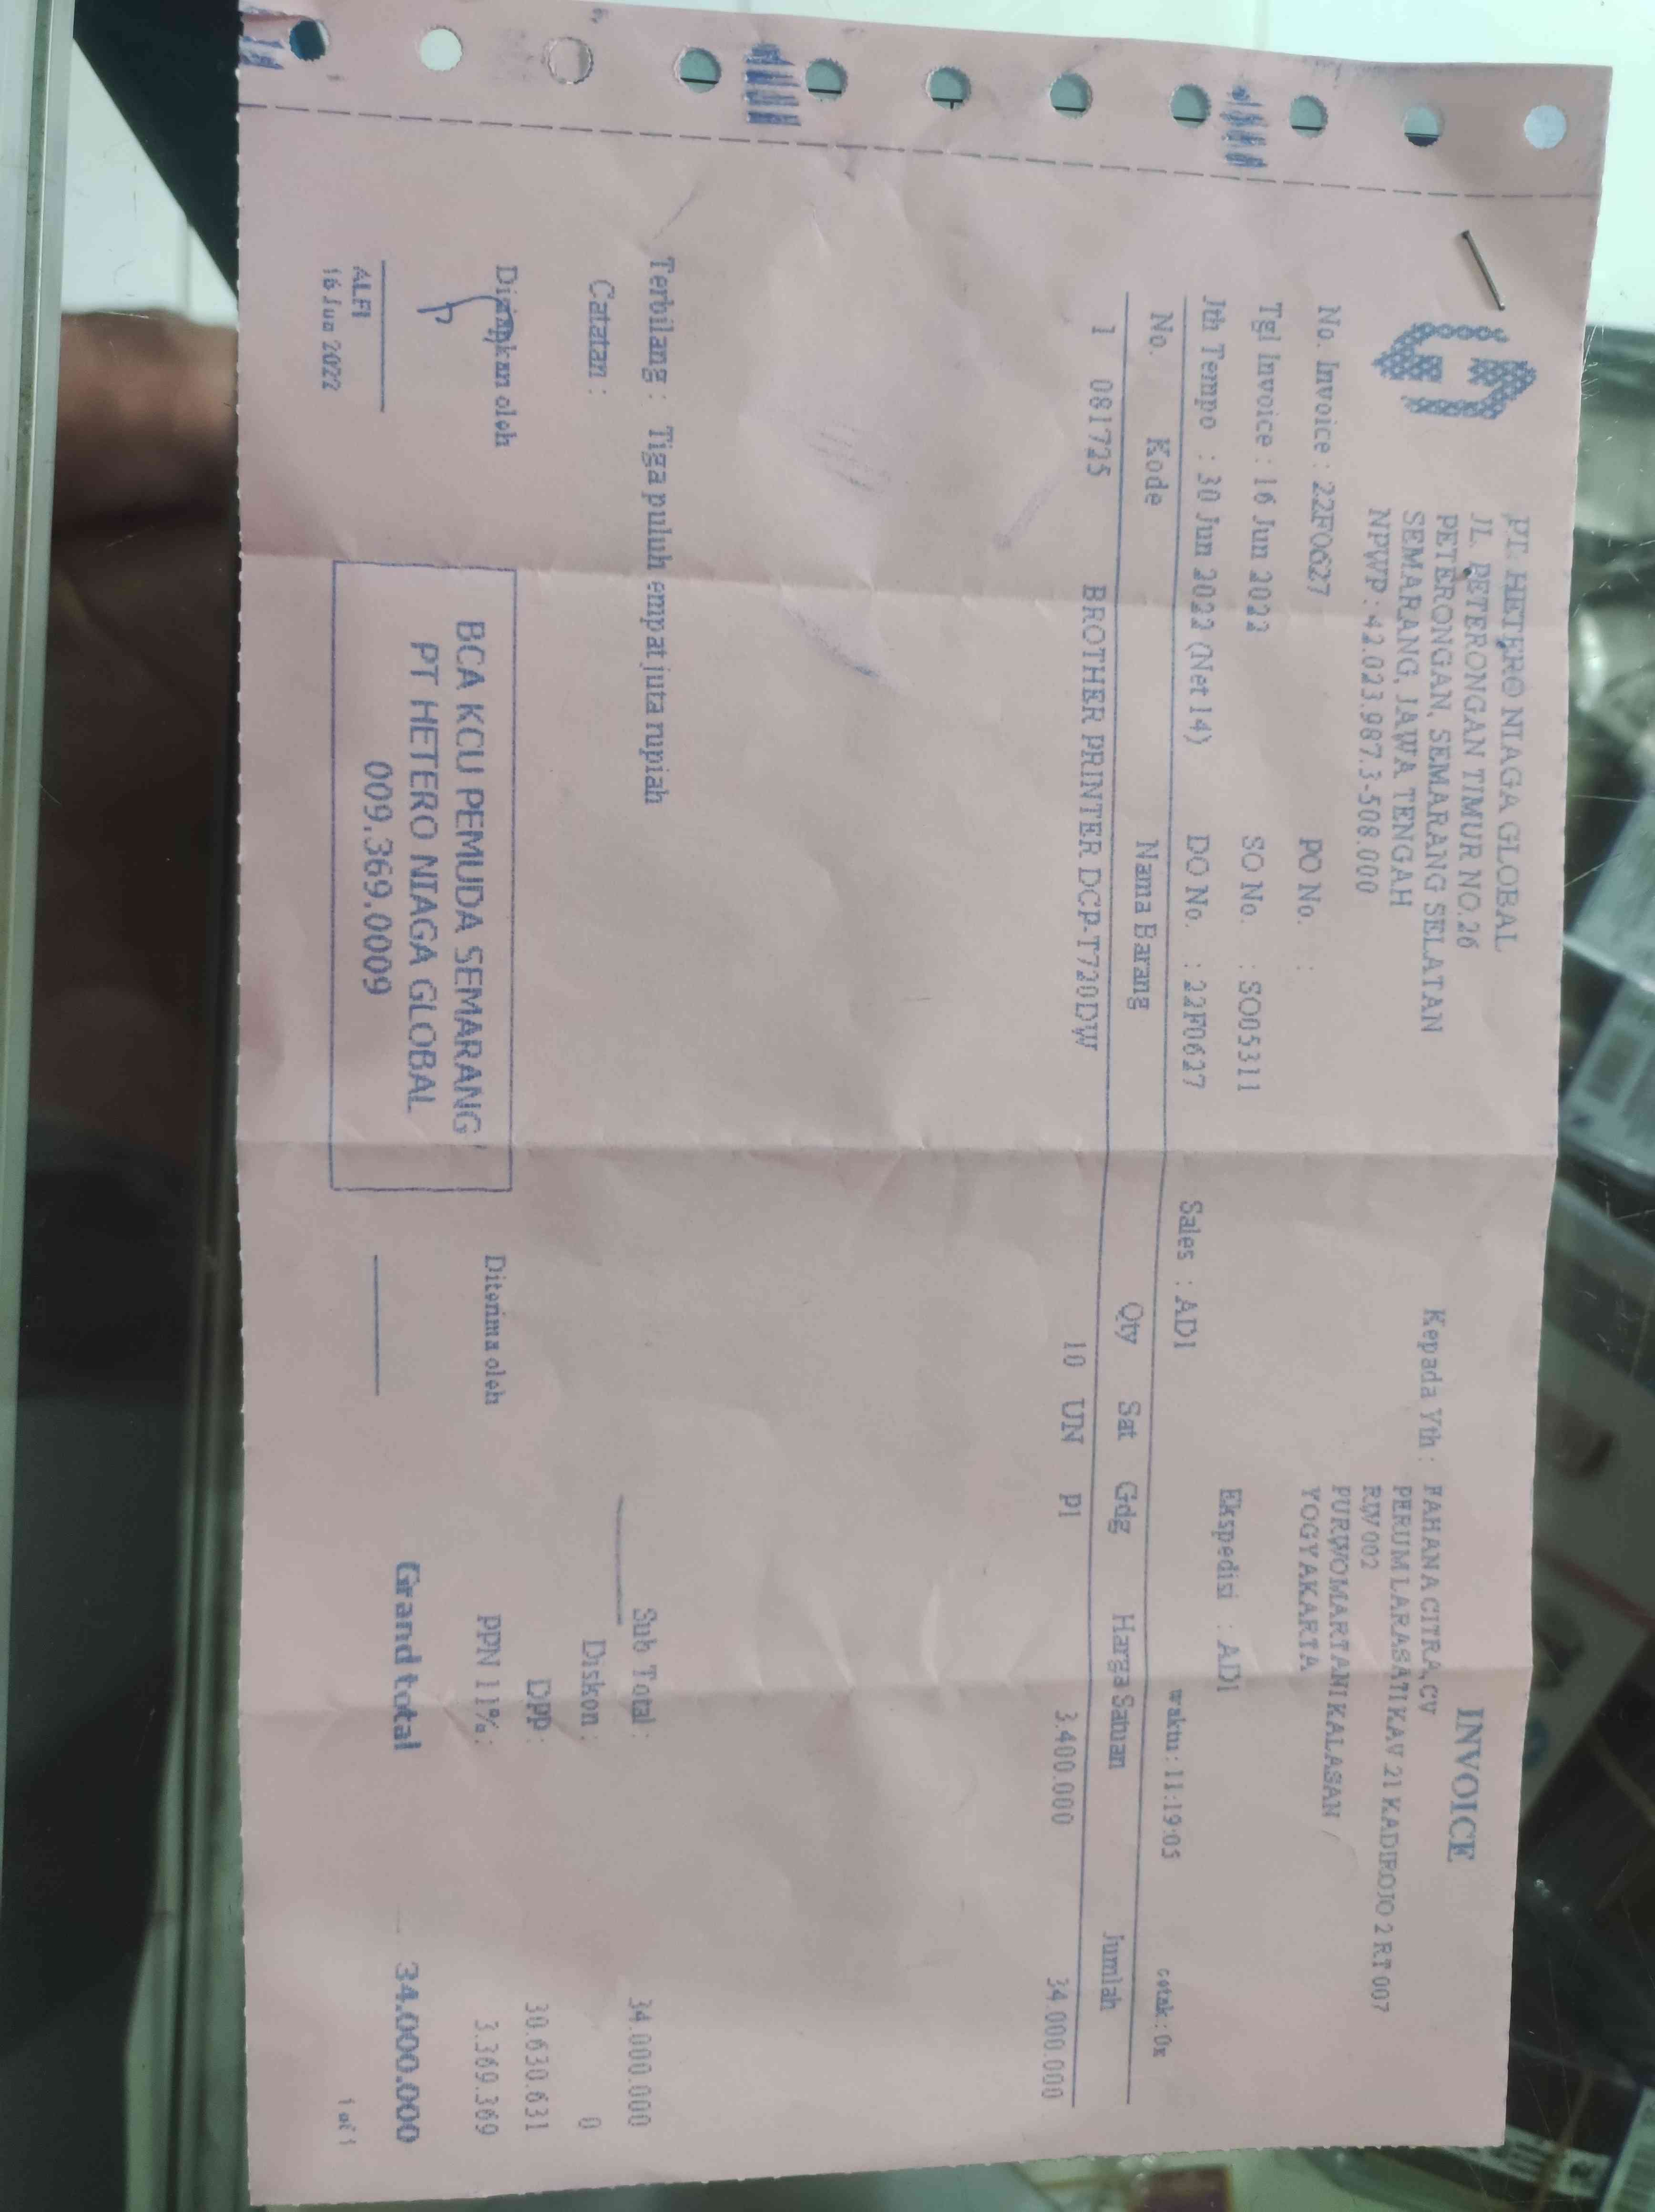 PT. HETERO NIAGA GLOBAL
JL. PETERONGAN TIMUR NO.26
PETERONGAN, SEMARANG SELATAN
SEMARANG, JAWA TENGAH
NPWP : 42.023.987.3-508.000
INVOICE
Kepada Yth : FAHANA CITRA,CV
PERUM LARASATI KAV 21 KADIROJO 2 RT 007
RW 002
PURWOMARTANI KALASAN
YOGYAKARTA
No. Invoice : 22F0627
PO No. :
Tgl Invoice : 16 Jun 2022
SO No. : SO05311
Ekspedisi : ADI
Jth Tempo : 30 Jun 2022 (Net 14)
DO No. : 22F0627
Sales : ADI
waktu : 11:19:05
cetak : 0x
No. Kode Nama Barang Qty Sat Gdg Harga Satuan Jumlah
1 081725 BROTHER PRINTER DCP-T720DW 10 UN P1 3.400.000 34.000.000
Terbilang : Tiga puluh empat juta rupiah
Sub Total : 34.000.000
Catatan :
Diskon : 0
DPP : 30.630.631
PPN 11% : 3.369.369
Grand total 34.000.000
Disiapkan oleh
BCA KCU PEMUDA SEMARANG
PT HETERO NIAGA GLOBAL
009.369.0009
Diterima oleh
ALFI
16 Jun 2022
1 of 1